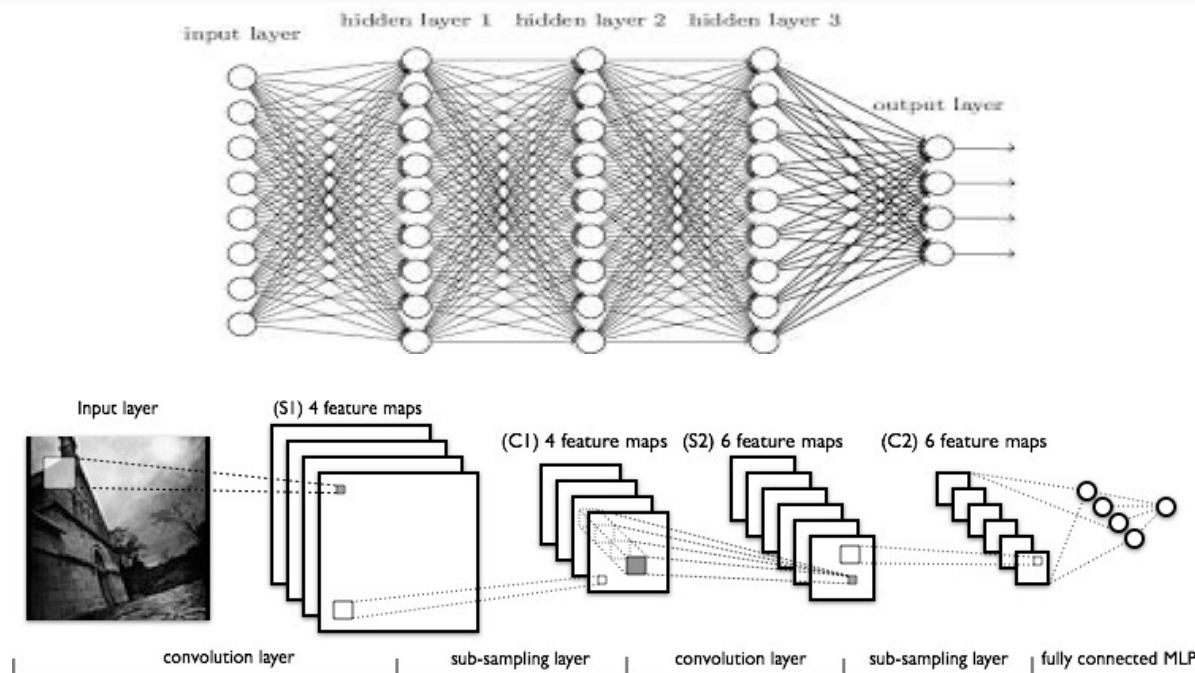 hidden layer 1 hidden layer 2 hidden layer 3
input layer
output layer
Input layer
(S1) 4 feature maps
(C1) 4 feature maps
(S2) 6 feature maps
(C2) 6 feature maps
convolution layer
sub-sampling layer
convolution layer
sub-sampling layer
fully connected MLP